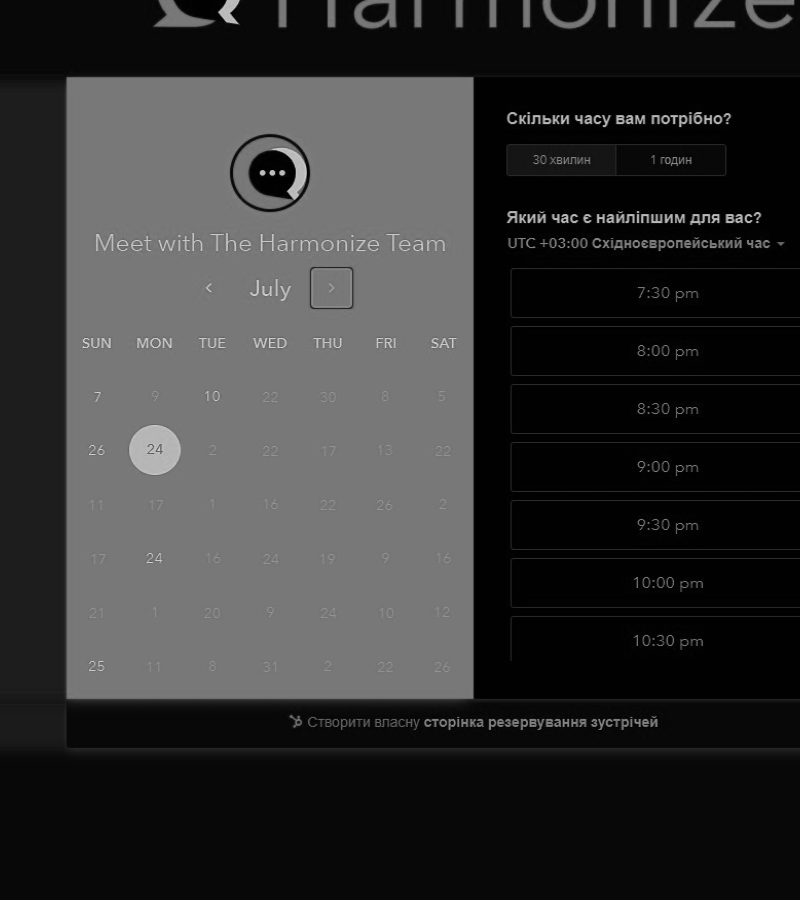 Harmonize
Meet with The Harmonize Team
July
SUN MON TUE WED THU FRI SAT
7 9 10 22 30 8 5
26 24 2 22 17 13 22
11 17 1 16 22 26 2
17 24 16 24 19 9 16
21 1 20 9 24 10 12
25 11 8 31 2 22 26
Скільки часу вам потрібно?
30 хвилин 1 годин
Який час є найліпшим для вас?
UTC +03:00 Східноєвропейський час
7:30 pm
8:00 pm
8:30 pm
9:00 pm
9:30 pm
10:00 pm
10:30 pm
Створити власну сторінка резервування зустрічей